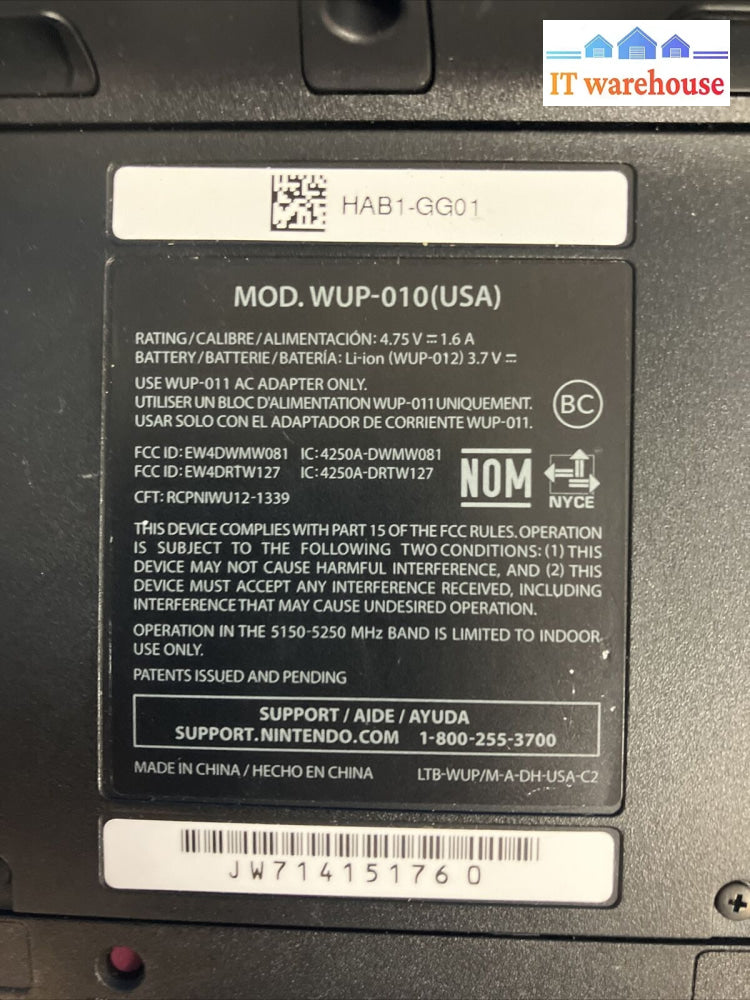 IT warehouse
HAB1-GG01
MOD. WUP-010(USA)
RATING/CALIBRE/ALIMENTACIÓN: 4.75 V ⎓ 1.6 A
BATTERY/BATTERIE/BATERÍA: Li-ion (WUP-012) 3.7 V ⎓
USE WUP-011 AC ADAPTER ONLY.
UTILISER UN BLOC D'ALIMENTATION WUP-011 UNIQUEMENT.
USAR SOLO CON EL ADAPTADOR DE CORRIENTE WUP-011.
BC
FCC ID: EW4DWMW081 IC: 4250A-DWMW081
FCC ID: EW4DRTW127 IC: 4250A-DRTW127
CFT: RCPNIWU12-1339
NOM
NYCE
THIS DEVICE COMPLIES WITH PART 15 OF THE FCC RULES. OPERATION
IS SUBJECT TO THE FOLLOWING TWO CONDITIONS: (1) THIS
DEVICE MAY NOT CAUSE HARMFUL INTERFERENCE, AND (2) THIS
DEVICE MUST ACCEPT ANY INTERFERENCE RECEIVED, INCLUDING
INTERFERENCE THAT MAY CAUSE UNDESIRED OPERATION.
OPERATION IN THE 5150-5250 MHz BAND IS LIMITED TO INDOOR
USE ONLY.
PATENTS ISSUED AND PENDING
SUPPORT / AIDE / AYUDA
SUPPORT.NINTENDO.COM 1-800-255-3700
MADE IN CHINA / HECHO EN CHINA LTB-WUP/M-A-DH-USA-C2
JW714151760